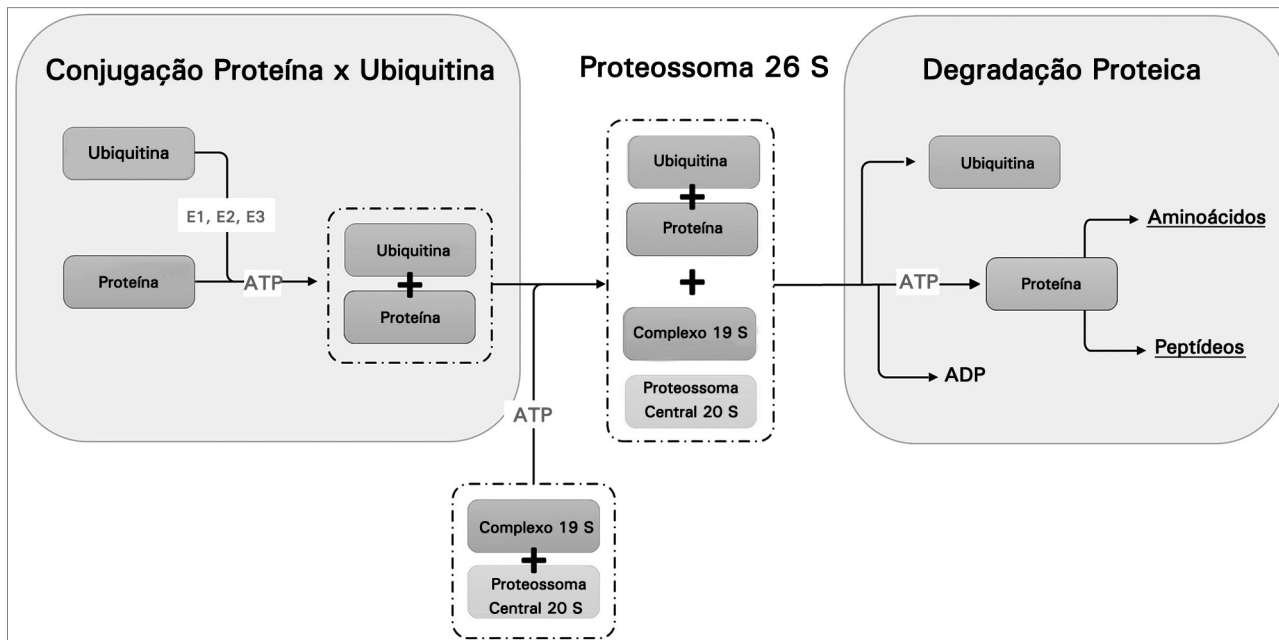 Conjugação Proteína x Ubiquitina
Ubiquitina
E1, E2, E3
Proteína
ATP
Ubiquitina
+
Proteína
ATP
Complexo 19 S
+
Proteossoma
Central 20 S
Proteossoma 26 S
Ubiquitina
+
Proteína
+
Complexo 19 S
Proteossoma
Central 20 S
Degradação Proteica
Ubiquitina
ATP
Proteína
Aminoácidos
Peptídeos
ADP